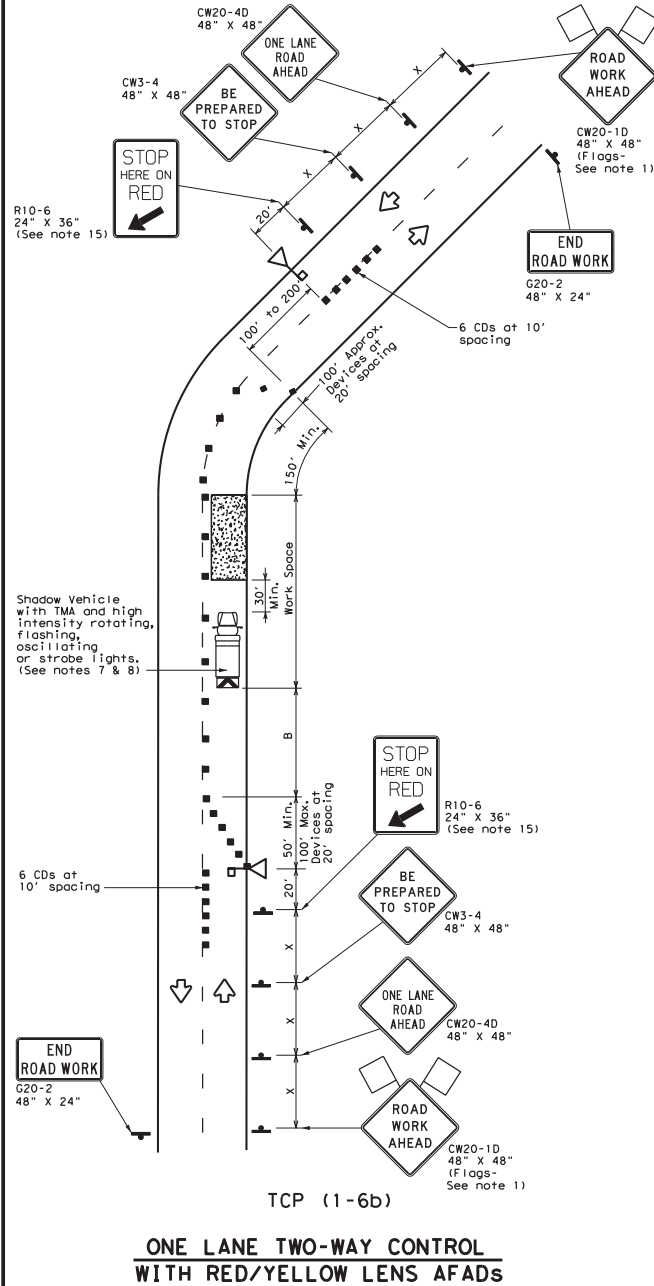 CW20-4D
48" X 48"
ONE LANE
ROAD
AHEAD
ROAD
WORK
AHEAD
CW20-1D
48" X 48"
(Flags-
See note 1)
CW3-4
48" X 48"
BE
PREPARED
TO STOP
X
X
X
STOP
HERE ON
RED
R10-6
24" X 36"
(See note 15)
20'
END
ROAD WORK
G20-2
48" X 24"
100' to 200'
6 CDs at 10'
spacing
100' Approx.
Devices at
20' spacing
150' Min.
30'
Min.
Work Space
Shadow Vehicle
with TMA and high
intensity rotating,
flashing,
oscillating
or strobe lights.
(See notes 7 & 8)
B
50' Min.
100' Max.
Devices at
20' spacing
STOP
HERE ON
RED
R10-6
24" X 36"
(See note 15)
6 CDs at
10' spacing
20'
BE
PREPARED
TO STOP
CW3-4
48" X 48"
X
X
X
ONE LANE
ROAD
AHEAD
CW20-4D
48" X 48"
END
ROAD WORK
G20-2
48" X 24"
ROAD
WORK
AHEAD
CW20-1D
48" X 48"
(Flags-
See note 1)
TCP (1-6b)
ONE LANE TWO-WAY CONTROL
WITH RED/YELLOW LENS AFADs